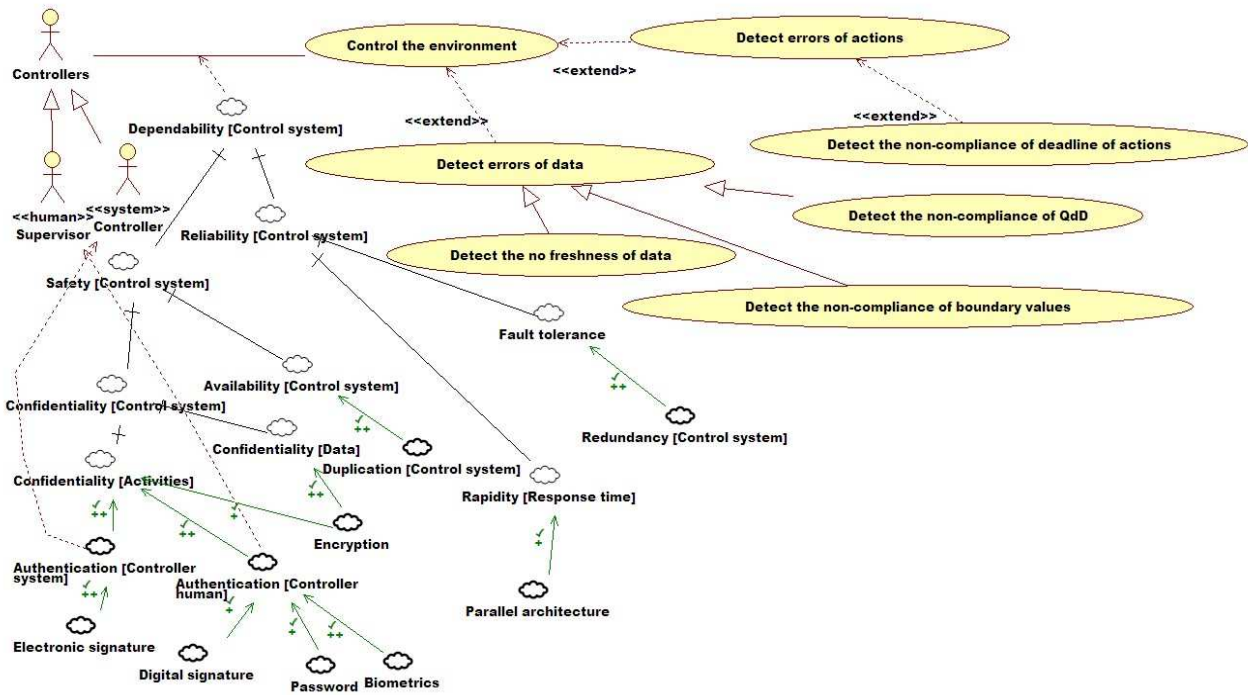 Control the environment
Detect errors of actions
Controllers
<<extend>>
Dependability [Control system]
<<extend>>
<<extend>>
Detect the non-compliance of deadline of actions
Detect errors of data
<<human>>
Supervisor
<<system>>
Controller
Reliability [Control system]
Detect the non-compliance of QdD
Detect the no freshness of data
Safety [Control system]
Detect the non-compliance of boundary values
Fault tolerance
Availability [Control system]
++
Confidentiality [Control system]
++
Redundancy [Control system]
Confidentiality [Data]
Duplication [Control system]
Confidentiality [Activities]
++
Rapidity [Response time]
++
++
+
Encryption
+
Authentication [Controller
system]
Authentication [Controller
human]
++
+
+
++
Parallel architecture
Electronic signature
Digital signature
Password
Biometrics